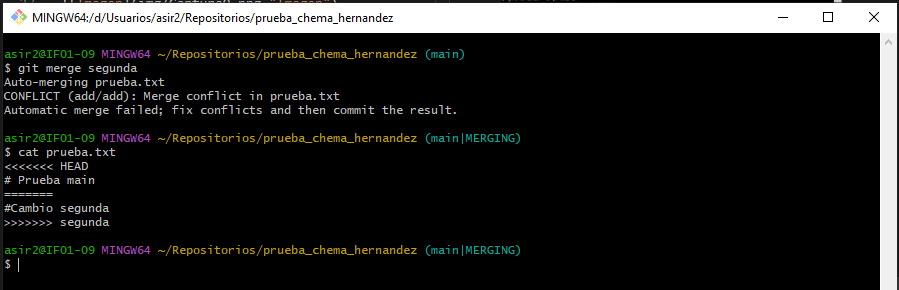 MINGW64:/d/Usuarios/asir2/Repositorios/prueba_chema_hernandez
asir2@IFO1-09 MINGW64 ~/Repositorios/prueba_chema_hernandez (main)
$ git merge segunda
Auto-merging prueba.txt
CONFLICT (add/add): Merge conflict in prueba.txt
Automatic merge failed; fix conflicts and then commit the result.
asir2@IFO1-09 MINGW64 ~/Repositorios/prueba_chema_hernandez (main|MERGING)
$ cat prueba.txt
<<<<<<< HEAD
# Prueba main
=======
#Cambio segunda
>>>>>>> segunda
asir2@IFO1-09 MINGW64 ~/Repositorios/prueba_chema_hernandez (main|MERGING)
$